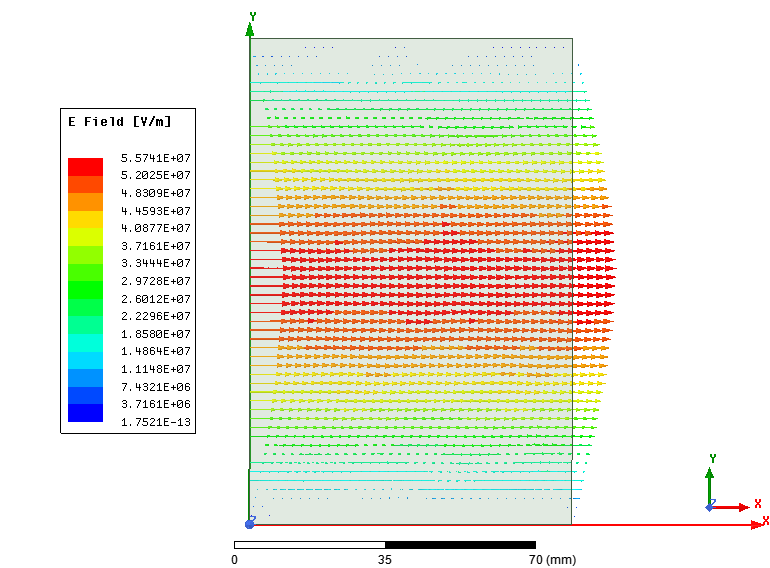 Y
E Field [V/m]
5.5741E+07
5.2025E+07
4.8309E+07
4.4593E+07
4.0877E+07
3.7161E+07
3.3444E+07
2.9728E+07
2.6012E+07
2.2296E+07
1.8580E+07
1.4864E+07
1.1148E+07
7.4321E+06
3.7161E+06
1.7521E-13
Y
X
Z
Z
X
0 35 70 (mm)